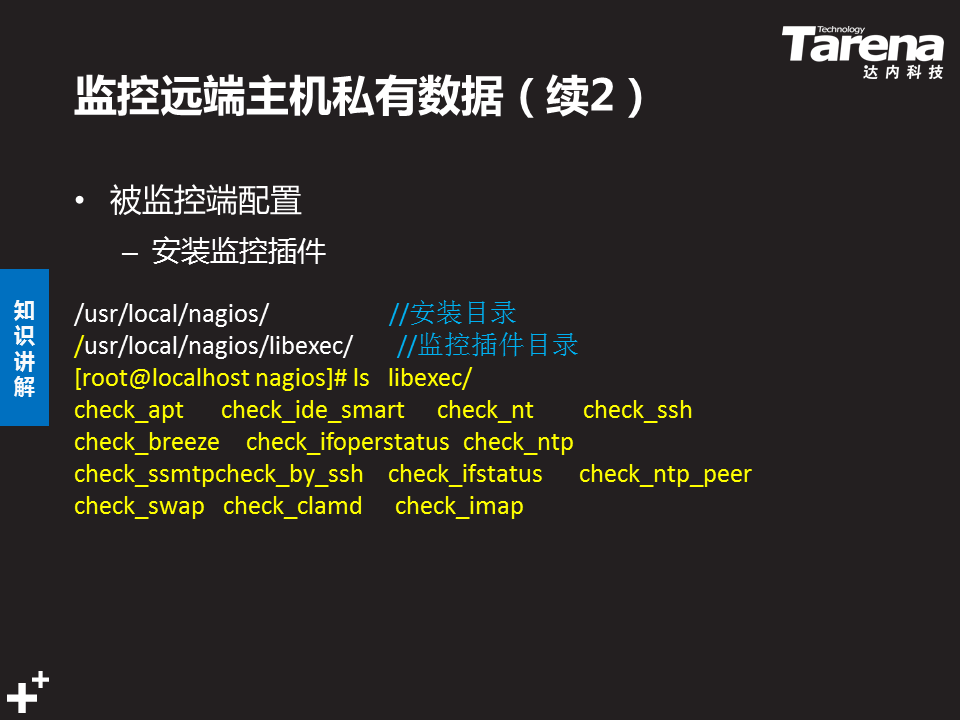 Technology
Tarena
达内科技
监控远端主机私有数据（续2）
• 被监控端配置
– 安装监控插件
知识讲解
/usr/local/nagios/ //安装目录
/usr/local/nagios/libexec/ //监控插件目录
[root@localhost nagios]# ls libexec/
check_apt check_ide_smart check_nt check_ssh
check_breeze check_ifoperstatus check_ntp
check_ssmtpcheck_by_ssh check_ifstatus check_ntp_peer
check_swap check_clamd check_imap